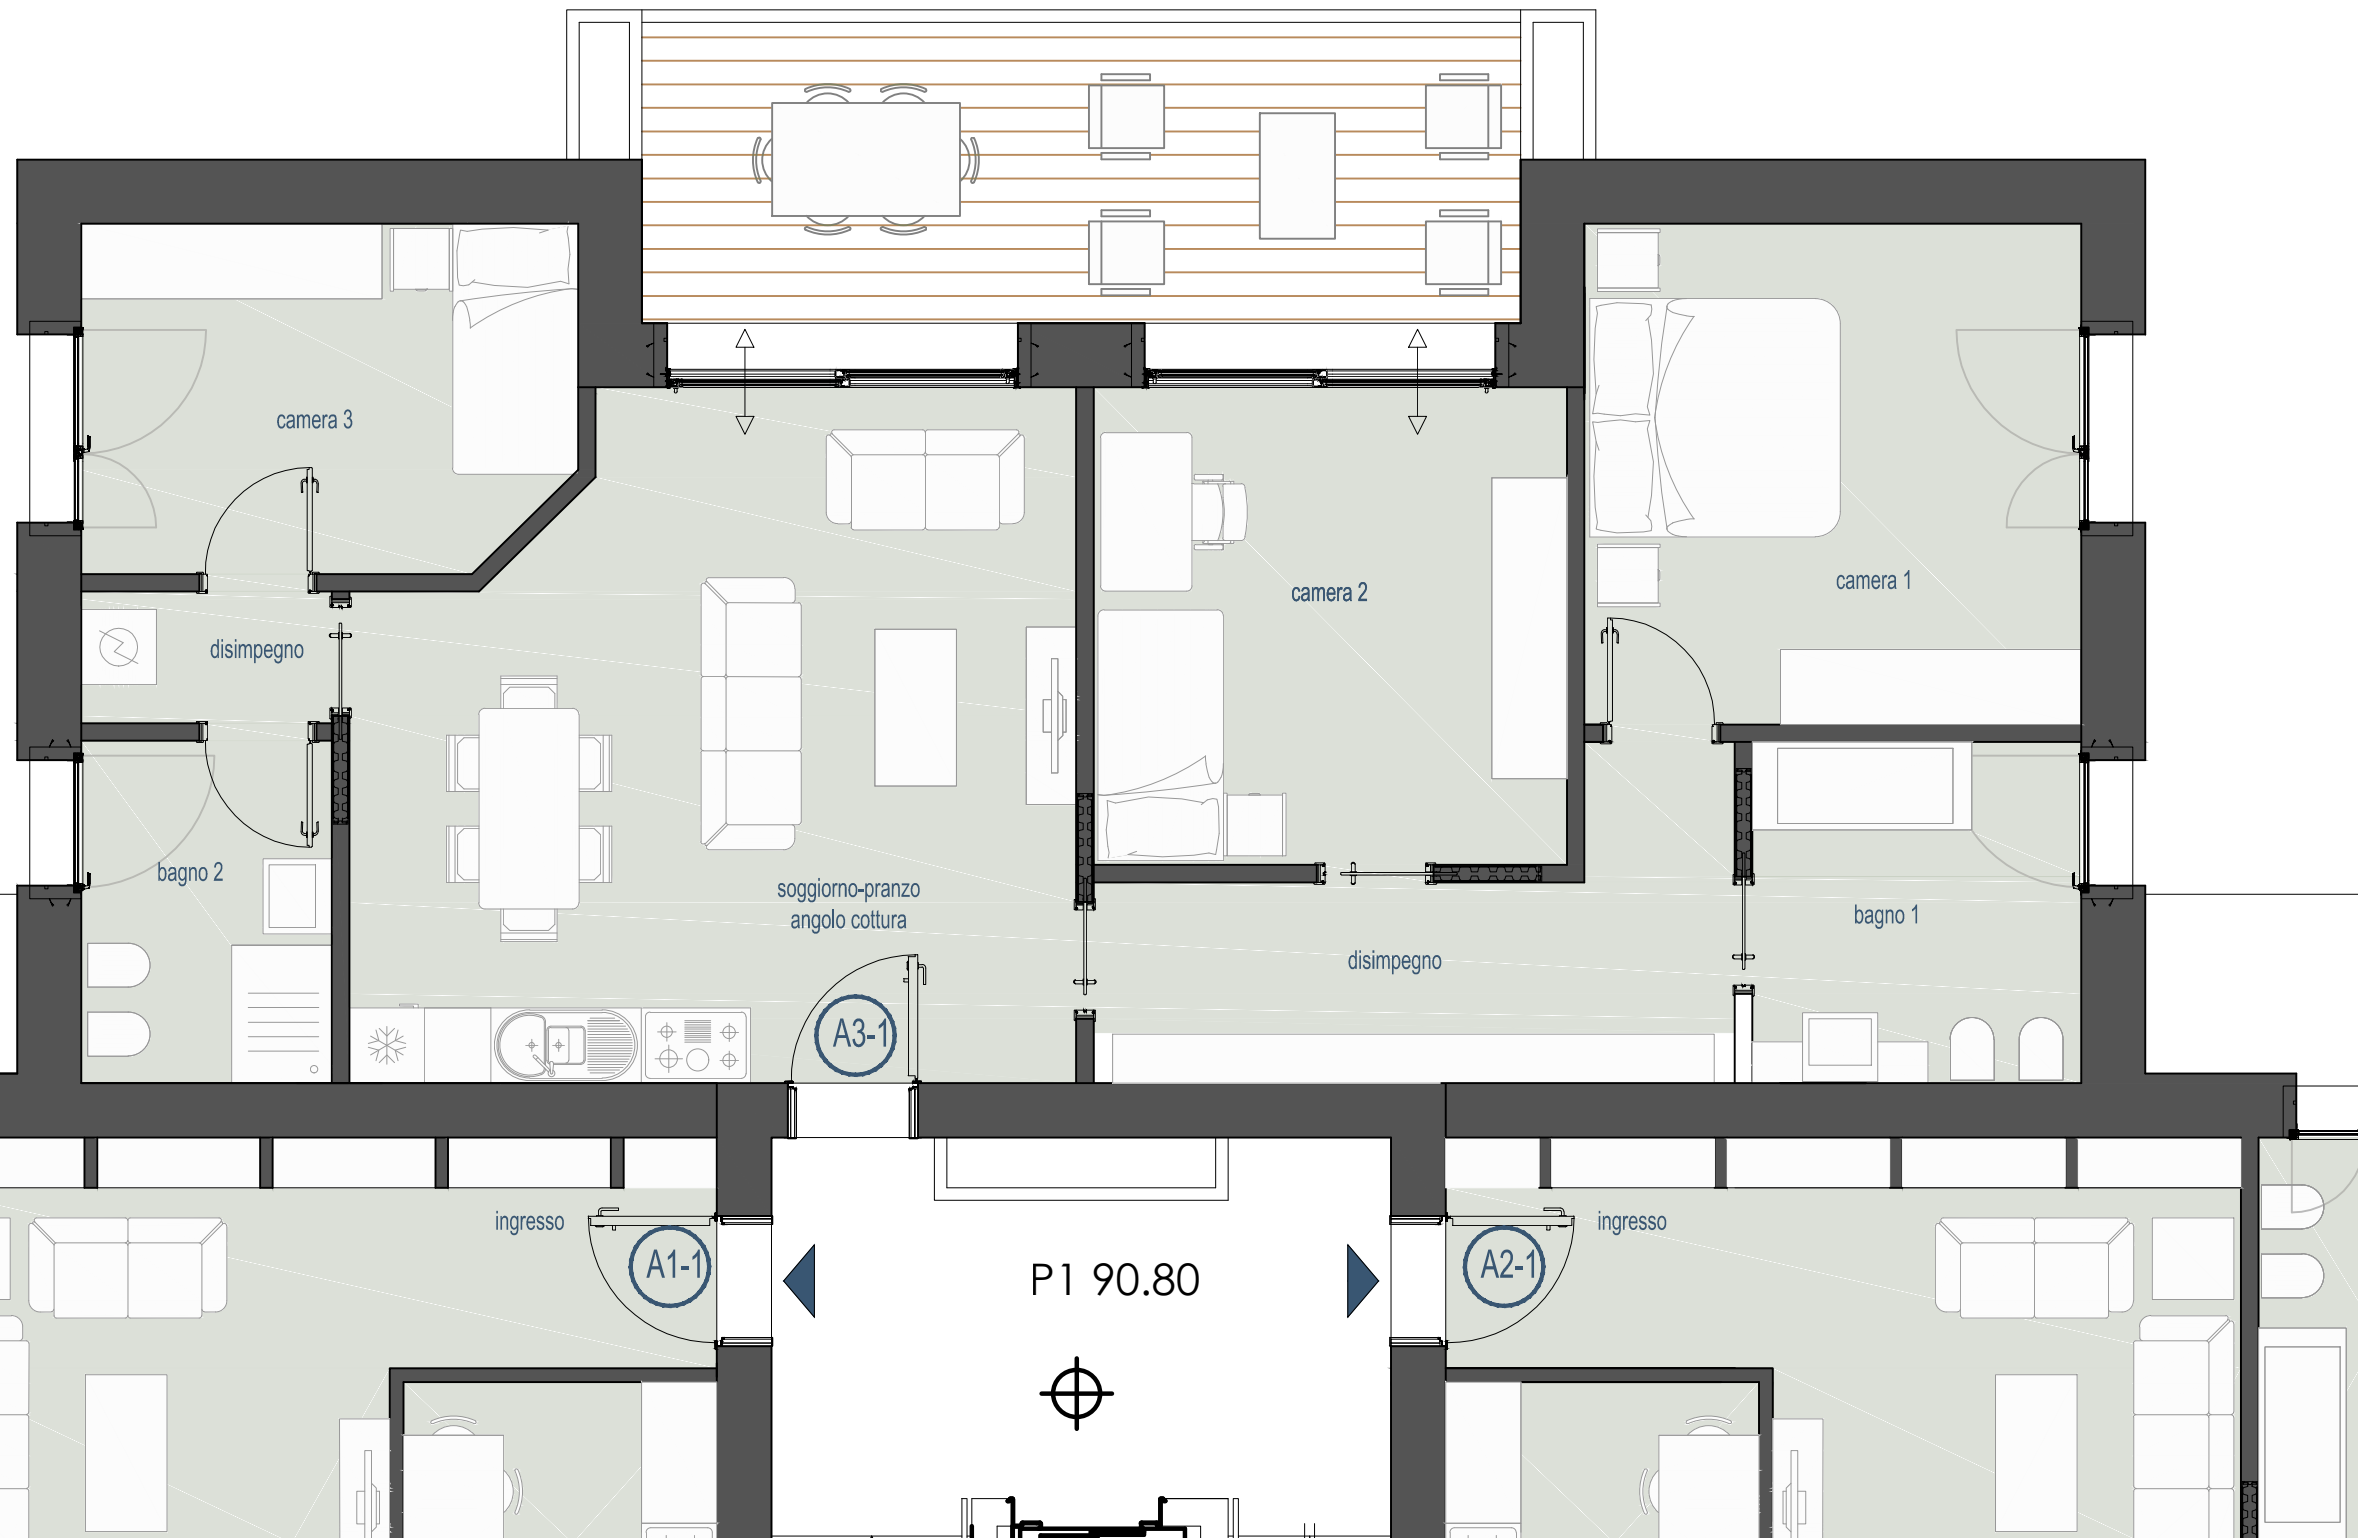 camera 3
camera 2
camera 1
disimpegno
bagno 2
soggiorno-pranzo
angolo cottura
bagno 1
disimpegno
A3-1
ingresso
A1-1
P1 90.80
A2-1
ingresso